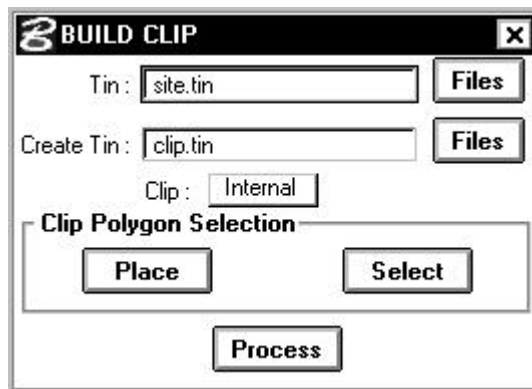 BUILD CLIP
Tin : site.tin Files
Create Tin : clip.tin Files
Clip : Internal
Clip Polygon Selection
Place Select
Process